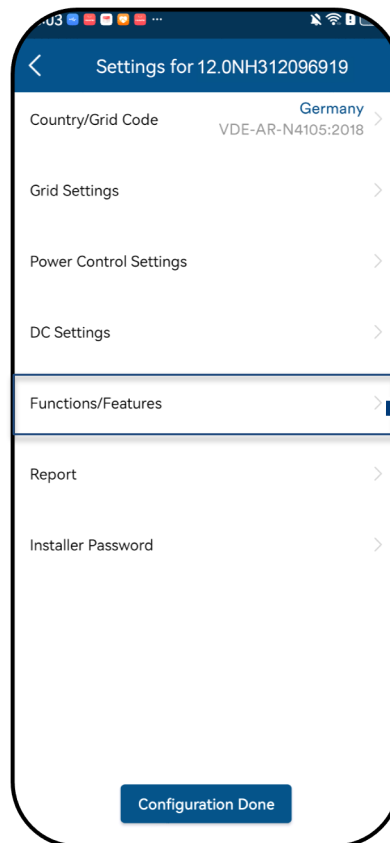 :03
Settings for 12.0NH312096919
Country/Grid Code
Germany
VDE-AR-N4105:2018
Grid Settings
Power Control Settings
DC Settings
Functions/Features
Report
Installer Password
Configuration Done